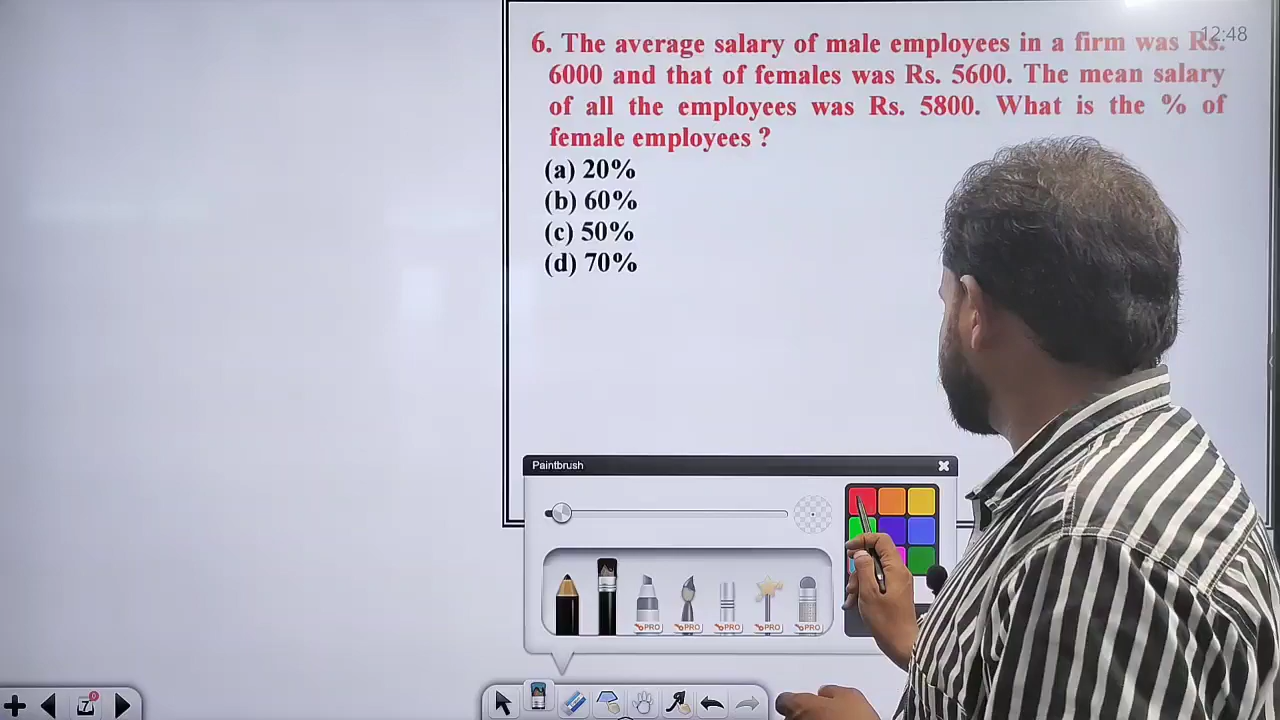 12:48
6. The average salary of male employees in a firm was Rs.
6000 and that of females was Rs. 5600. The mean salary
of all the employees was Rs. 5800. What is the % of
female employees ?
(a) 20%
(b) 60%
(c) 50%
(d) 70%
Paintbrush
PRO PRO PRO PRO PRO